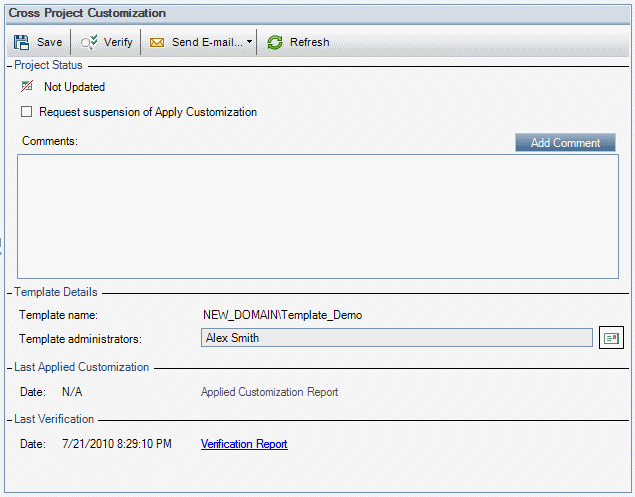 Cross Project Customization
Save Verify Send E-mail... Refresh
Project Status
Not Updated
Request suspension of Apply Customization
Comments: Add Comment
Template Details
Template name: NEW_DOMAIN\Template_Demo
Template administrators: Alex Smith
Last Applied Customization
Date: N/A Applied Customization Report
Last Verification
Date: 7/21/2010 8:29:10 PM Verification Report